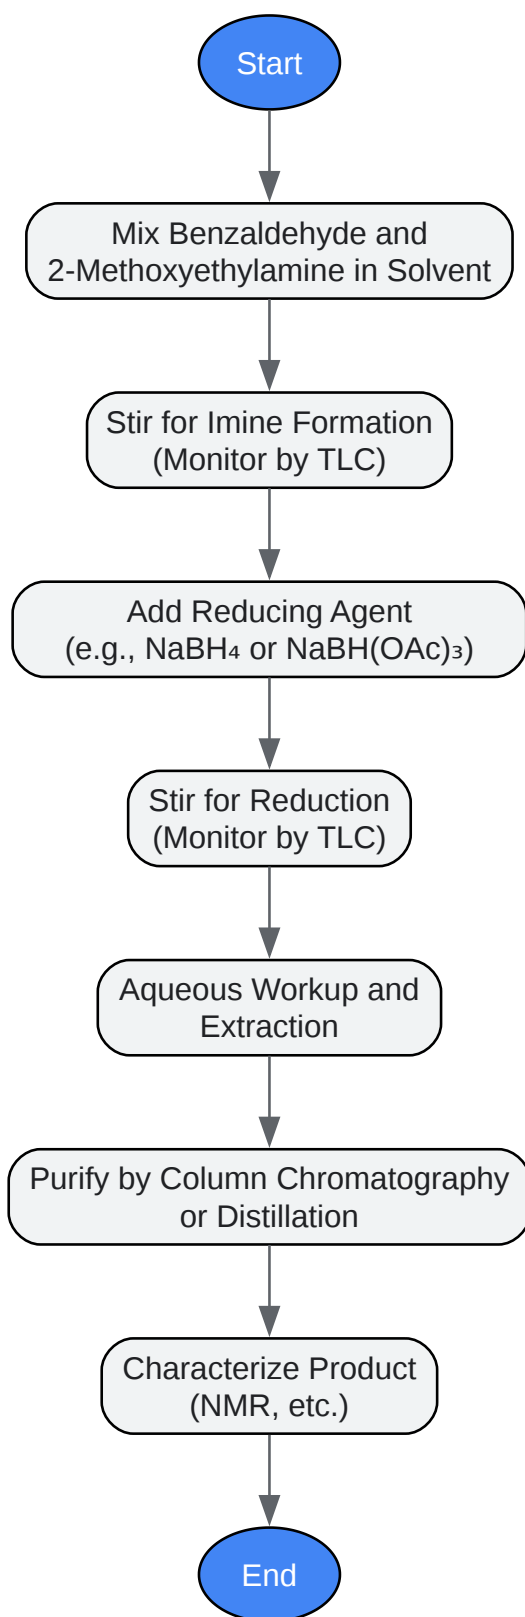 Start
Mix Benzaldehyde and
2-Methoxyethylamine in Solvent
Stir for Imine Formation
(Monitor by TLC)
Add Reducing Agent
(e.g., NaBH₄ or NaBH(OAc)₃)
Stir for Reduction
(Monitor by TLC)
Aqueous Workup and
Extraction
Purify by Column Chromatography
or Distillation
Characterize Product
(NMR, etc.)
End